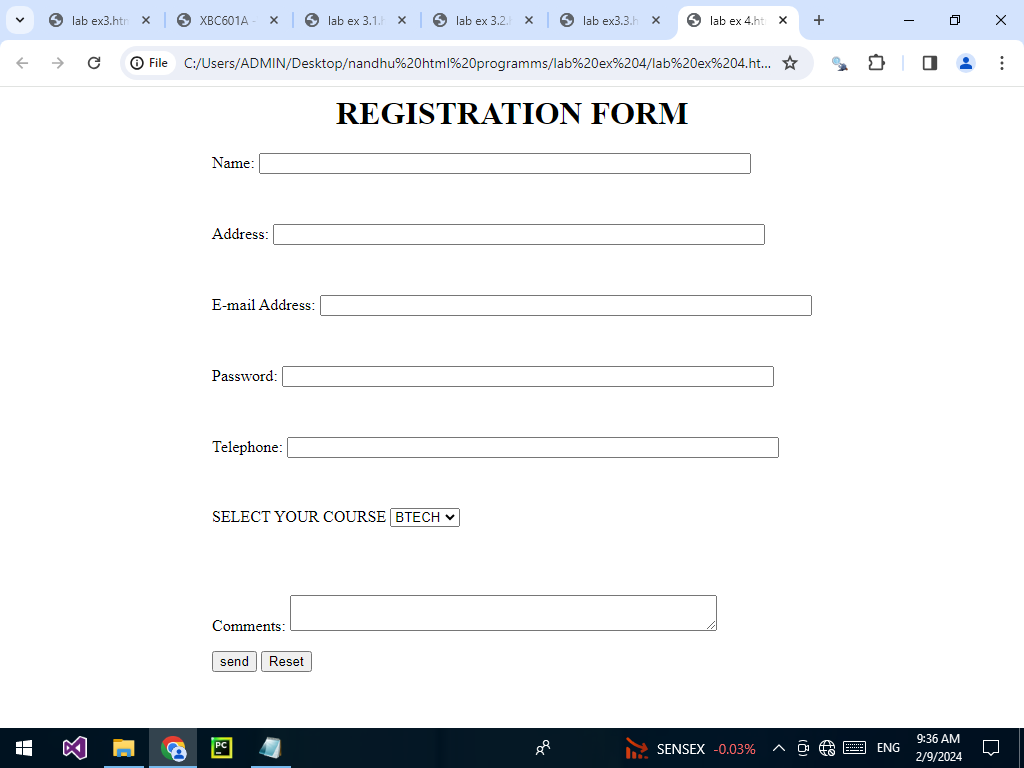 lab ex3.htm
XBC601A -
lab ex 3.1.h
lab ex 3.2.h
lab ex3.3.h
lab ex 4.ht
File
C:/Users/ADMIN/Desktop/nandhu%20html%20programms/lab%20ex%204/lab%20ex%204.ht...
REGISTRATION FORM
Name:
Address:
E-mail Address:
Password:
Telephone:
SELECT YOUR COURSE BTECH
Comments:
send Reset
PC
SENSEX -0.03%
ENG
9:36 AM
2/9/2024